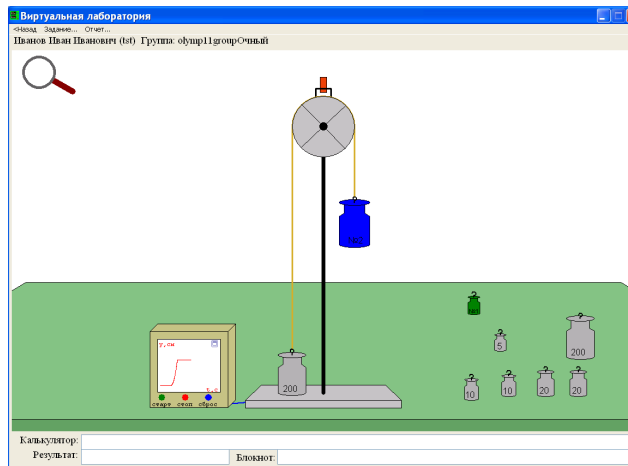 Виртуальная лаборатория
<Назад Задание... Отчет...
Иванов Иван Иванович (tst) Группа: olymp11groupОчный
y,см
t,с
старт стоп сброс
200
5
200
10
10
20
20
Калькулятор:
Результат:
Блокнот: